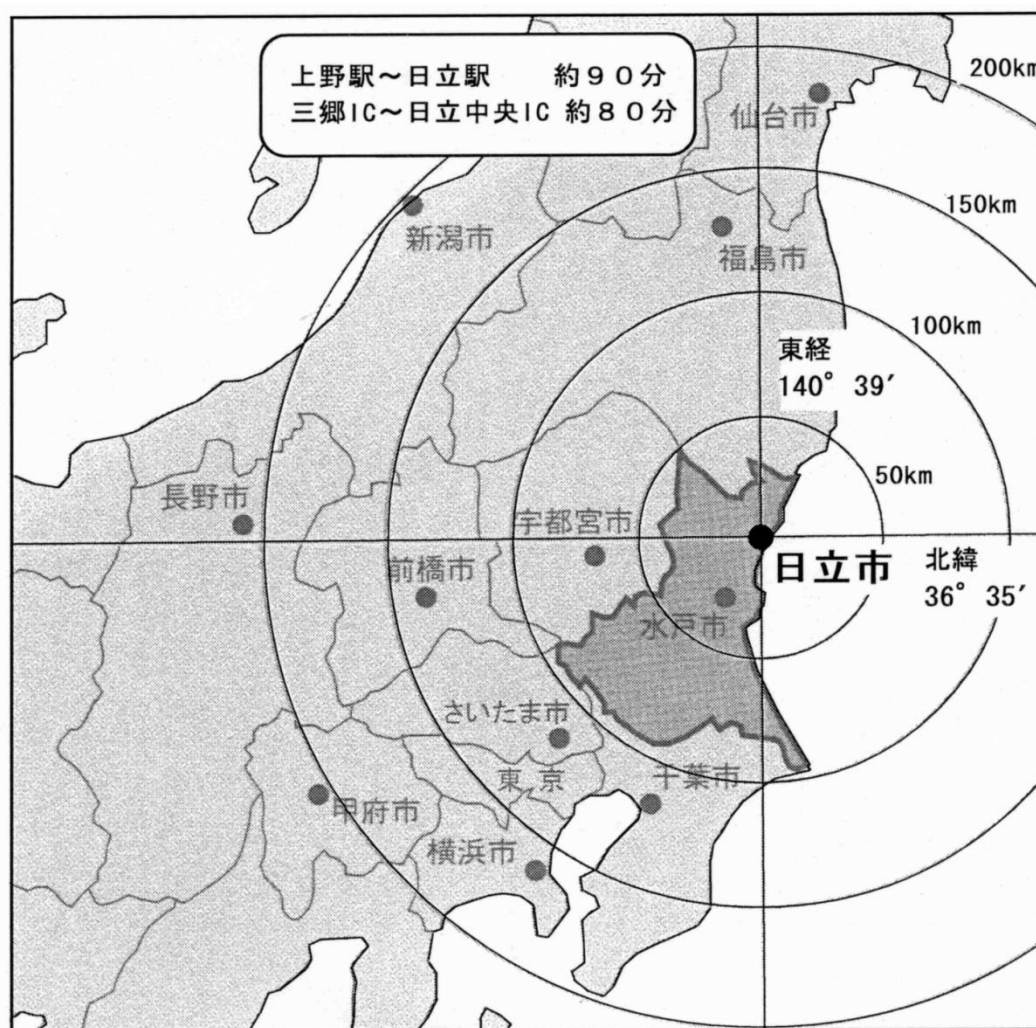 上野駅～日立駅　　約９０分
三郷IC～日立中央IC 約８０分
200km
仙台市
150km
新潟市
福島市
100km
東経
140° 39′
50km
長野市
宇都宮市
前橋市
日立市
北緯
36° 35′
水戸市
さいたま市
東 京
千葉市
甲府市
横浜市